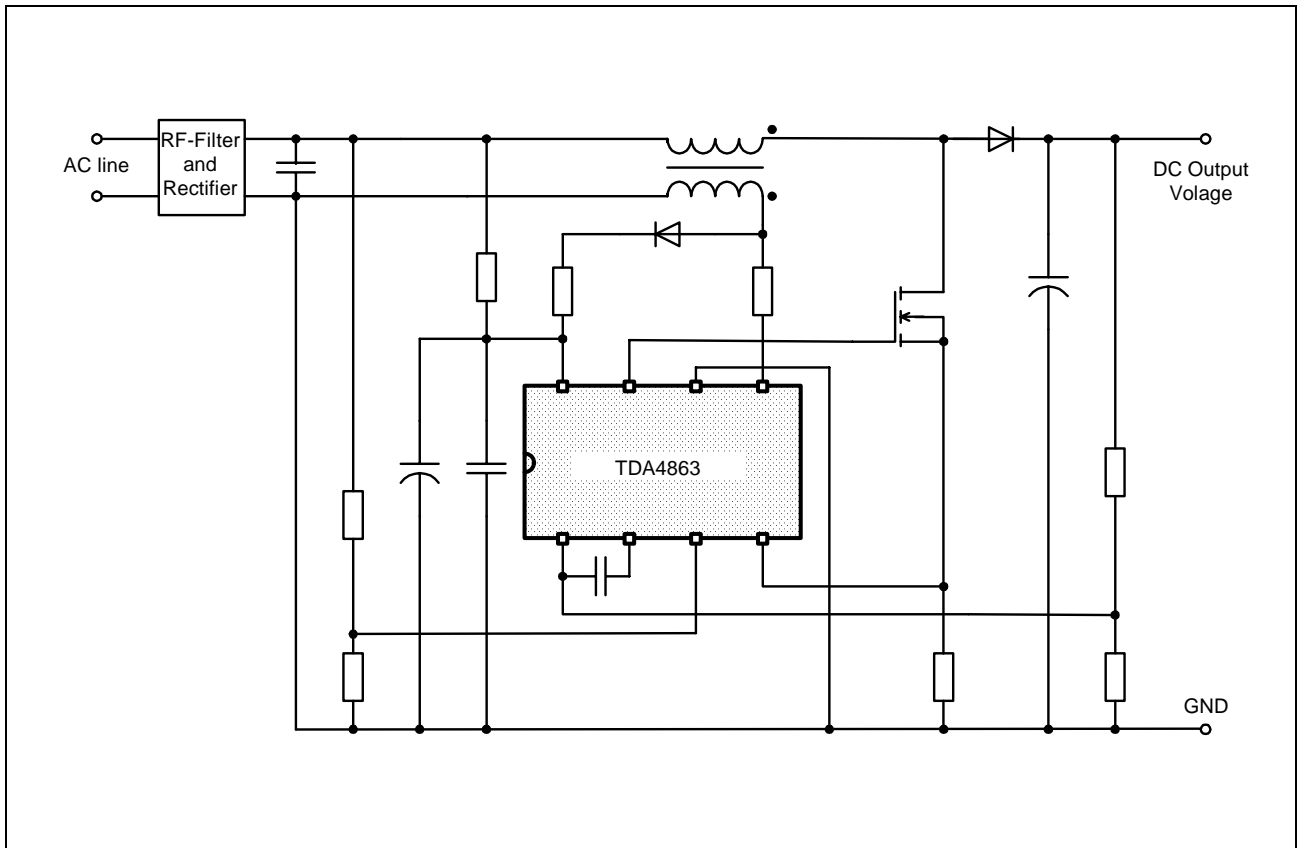 AC line
RF-Filter
and
Rectifier
DC Output
Volage
TDA4863
GND